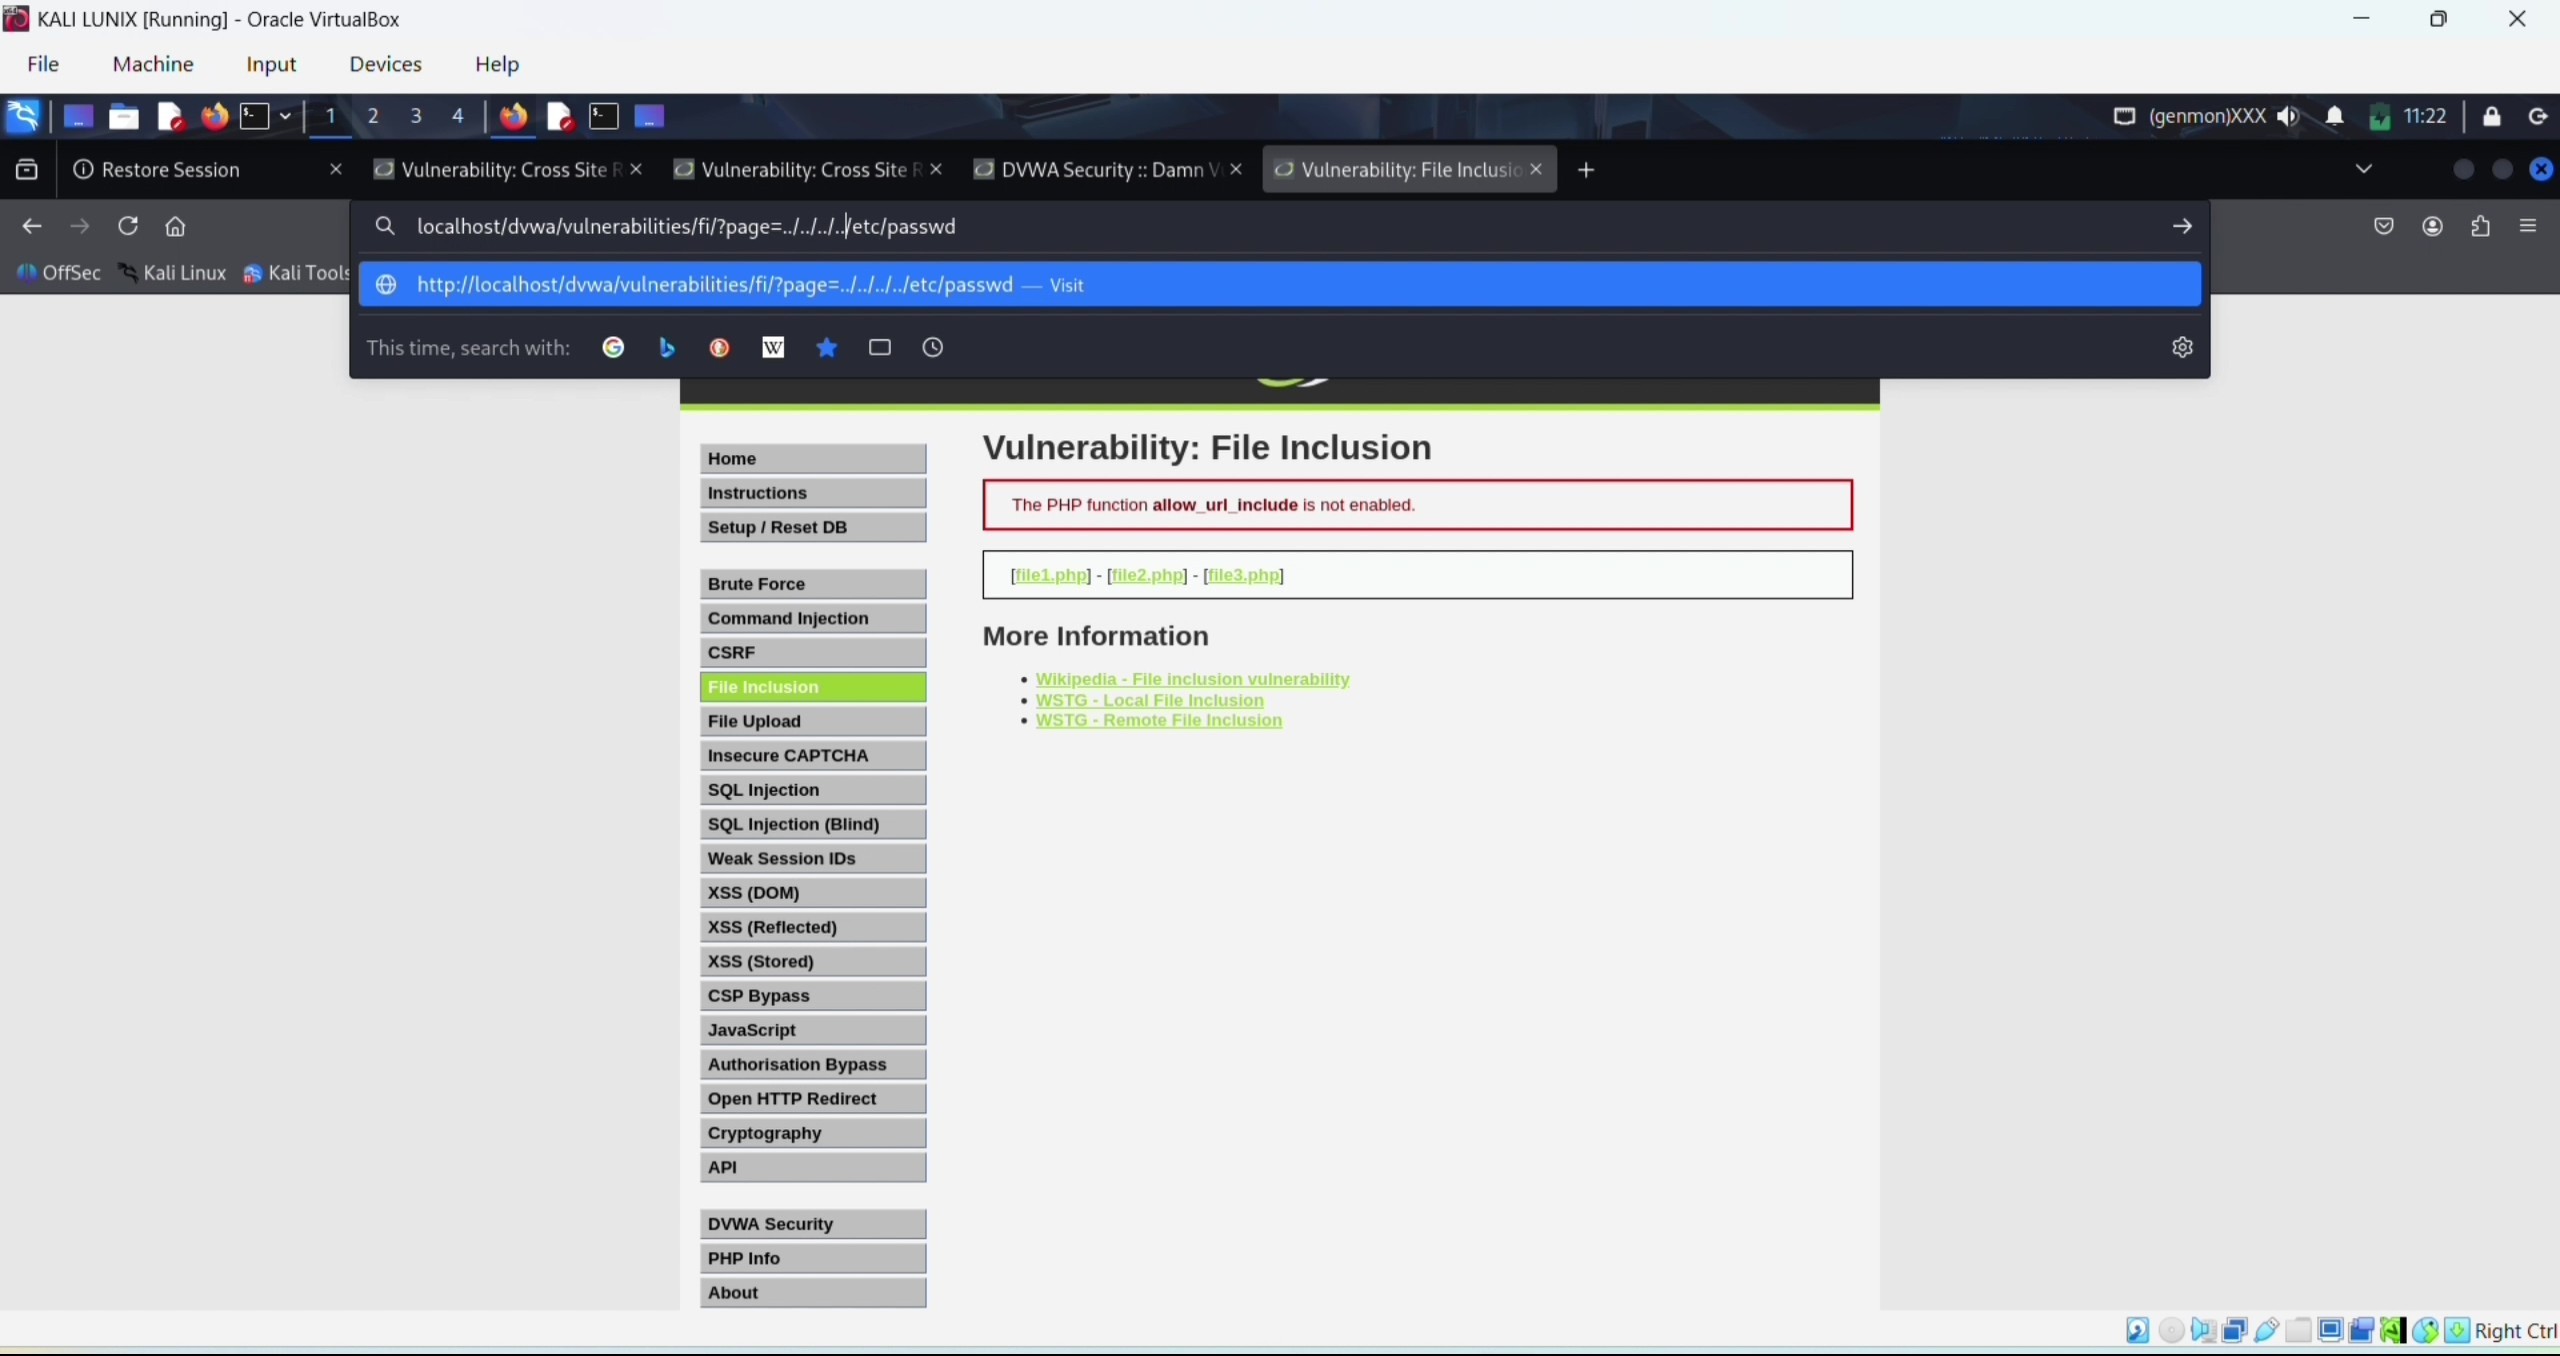 KALI LUNIX [Running] - Oracle VirtualBox
File Machine Input Devices Help
1 2 3 4 (genmon)XXX 11:22
Restore Session Vulnerability: Cross Site R Vulnerability: Cross Site R DVWA Security :: Damn Vu Vulnerability: File Inclusio
localhost/dvwa/vulnerabilities/fi/?page=../../../../etc/passwd
OffSec Kali Linux Kali Tools
http://localhost/dvwa/vulnerabilities/fi/?page=../../../../etc/passwd — Visit
This time, search with:
Home
Instructions
Setup / Reset DB
Brute Force
Command Injection
CSRF
File Inclusion
File Upload
Insecure CAPTCHA
SQL Injection
SQL Injection (Blind)
Weak Session IDs
XSS (DOM)
XSS (Reflected)
XSS (Stored)
CSP Bypass
JavaScript
Authorisation Bypass
Open HTTP Redirect
Cryptography
API
DVWA Security
PHP Info
About
Vulnerability: File Inclusion
The PHP function allow_url_include is not enabled.
[file1.php] - [file2.php] - [file3.php]
More Information
• Wikipedia - File inclusion vulnerability
• WSTG - Local File Inclusion
• WSTG - Remote File Inclusion
Right Ctrl